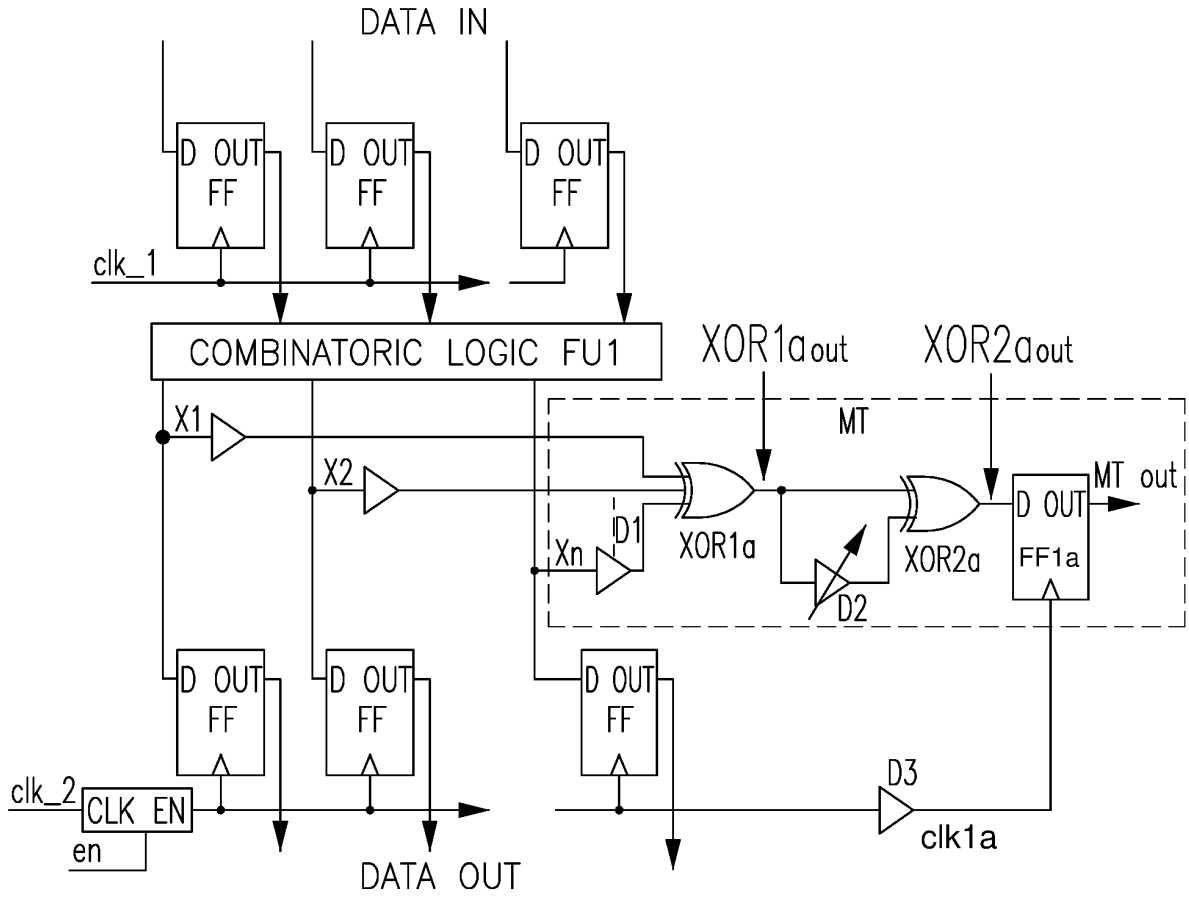 DATA IN
D OUT D OUT D OUT
FF FF FF
clk_1
COMBINATORIC LOGIC FU1
XOR1aout XOR2aout
MT
X1
X2
MT out
D OUT
D1
Xn
XOR1a
XOR2a
FF1a
D2
D OUT D OUT D OUT
FF FF FF
D3
clk_2
CLK EN
clk1a
en
DATA OUT